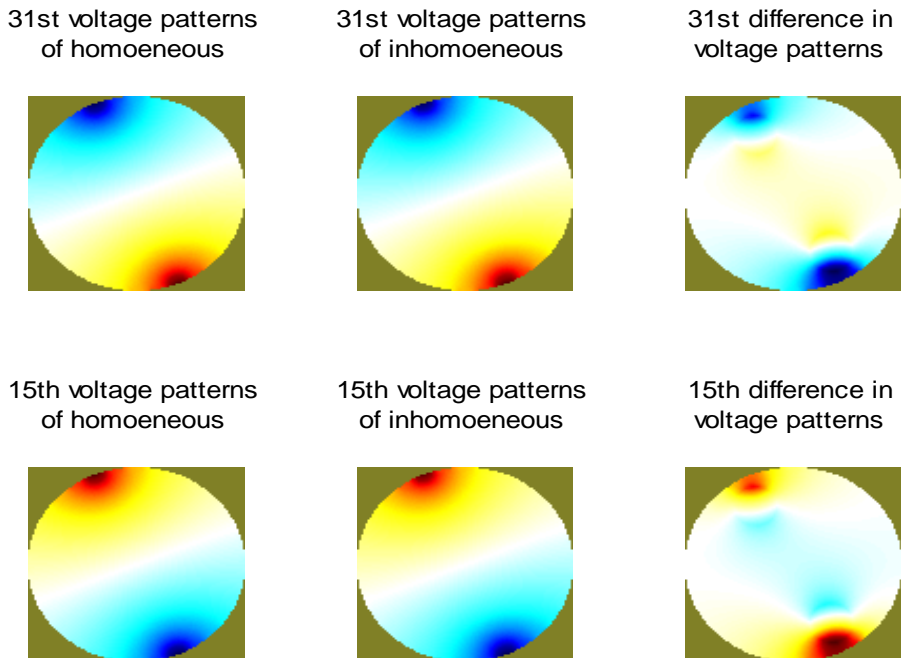 31st voltage patterns
of homoeneous
31st voltage patterns
of inhomoeneous
31st difference in
voltage patterns
15th voltage patterns
of homoeneous
15th voltage patterns
of inhomoeneous
15th difference in
voltage patterns